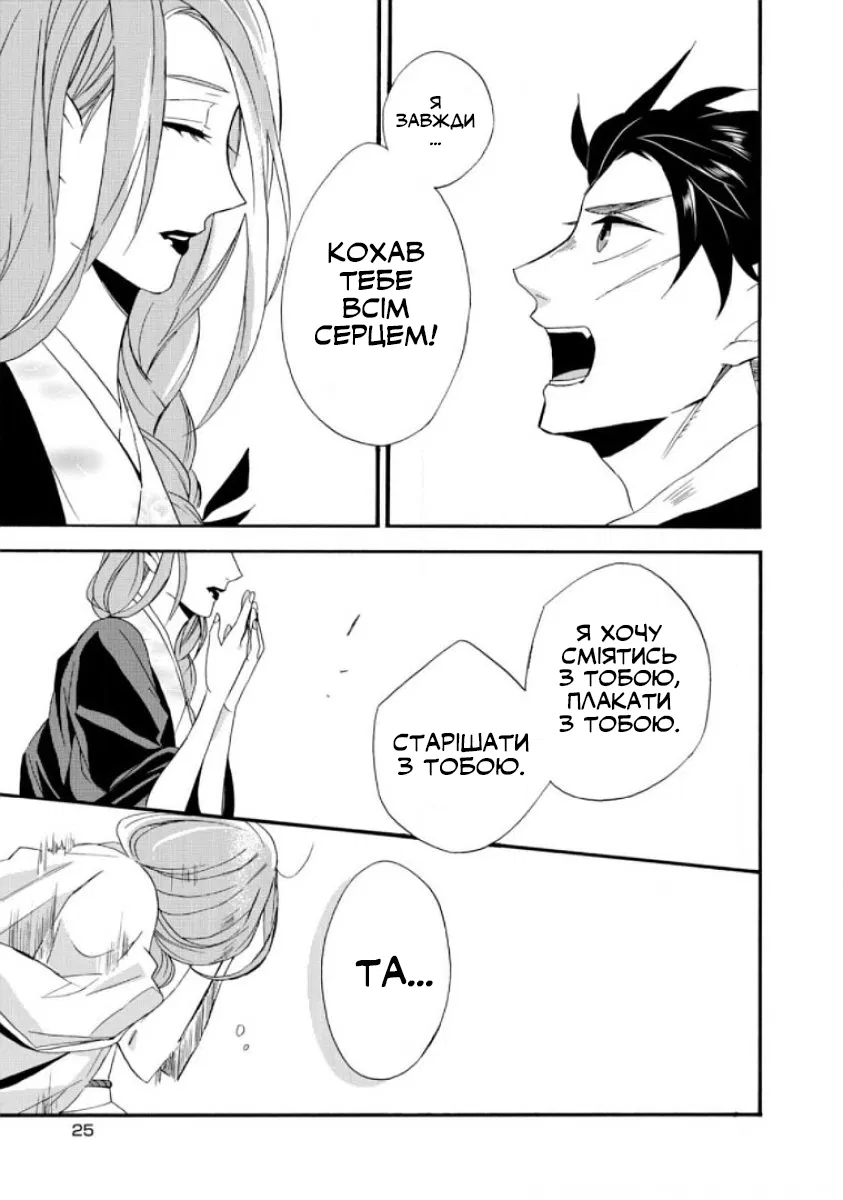 Я
ЗАВЖДИ
...
КОХАВ
ТЕБЕ
ВСІМ
СЕРЦЕМ!
Я ХОЧУ
СМІЯТИСЬ
З ТОБОЮ,
ПЛАКАТИ
З ТОБОЮ.
СТАРІШАТИ
З ТОБОЮ.
ТА...
25